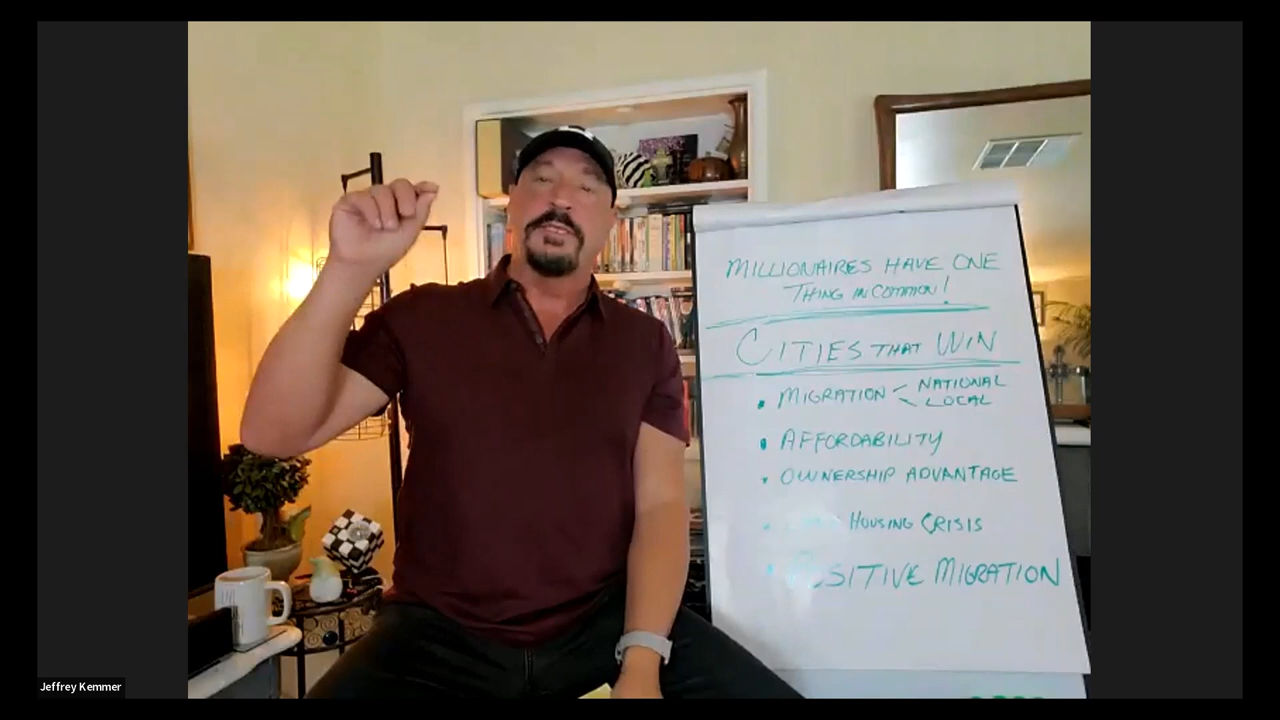 MILLIONAIRES HAVE ONE
THING IN COMMON!
CITIES THAT WIN
• MIGRATION < NATIONAL
LOCAL
• AFFORDABILITY
• OWNERSHIP ADVANTAGE
• HOUSING CRISIS
MIGRATION
Jeffrey Kemmer